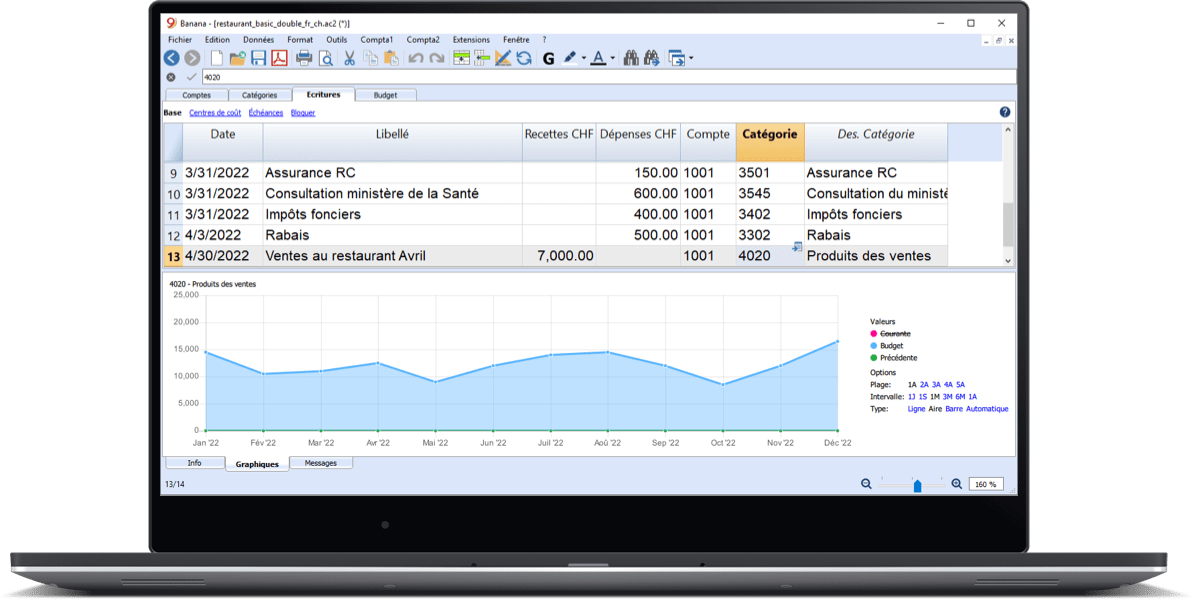 Banana - [restaurant_basic_double_fr_ch.ac2 (*)]
Fichier Edition Données Format Outils Compta1 Compta2 Extensions Fenêtre ?
G A
4020
Comptes Catégories Ecritures Budget
Base Centres de coût Échéances Bloquer
Date Libellé Recettes CHF Dépenses CHF Compte Catégorie Des. Catégorie
9 3/31/2022 Assurance RC 150.00 1001 3501 Assurance RC
10 3/31/2022 Consultation ministère de la Santé 600.00 1001 3545 Consultation du ministè
11 3/31/2022 Impôts fonciers 400.00 1001 3402 Impôts fonciers
12 4/3/2022 Rabais 500.00 1001 3302 Rabais
13 4/30/2022 Ventes au restaurant Avril 7,000.00 1001 4020 Produits des ventes
4020 - Produits des ventes
25,000
20,000
15,000
10,000
5,000
0
Jan '22 Fév '22 Mar '22 Avr '22 Mai '22 Jun '22 Juil '22 Aoû '22 Sep '22 Oct '22 Nov '22 Déc '22
Valeurs
Courante
Budget
Précédente
Options
Plage: 1A 2A 3A 4A 5A
Intervalle: 1J 1S 1M 3M 6M 1A
Type: Ligne Aire Barre Automatique
Info Graphiques Messages
13/14 160 %